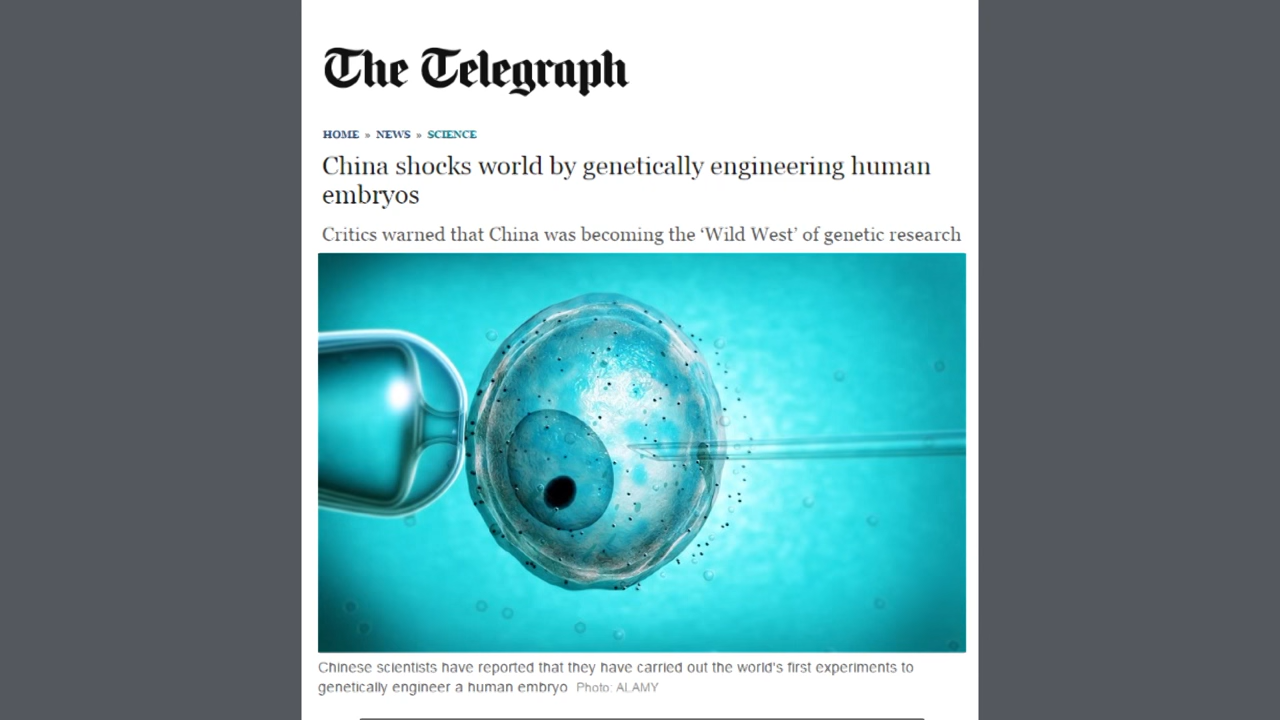 The Telegraph
HOME » NEWS » SCIENCE
China shocks world by genetically engineering human
embryos
Critics warned that China was becoming the ‘Wild West’ of genetic research
Chinese scientists have reported that they have carried out the world's first experiments to
genetically engineer a human embryo Photo: ALAMY